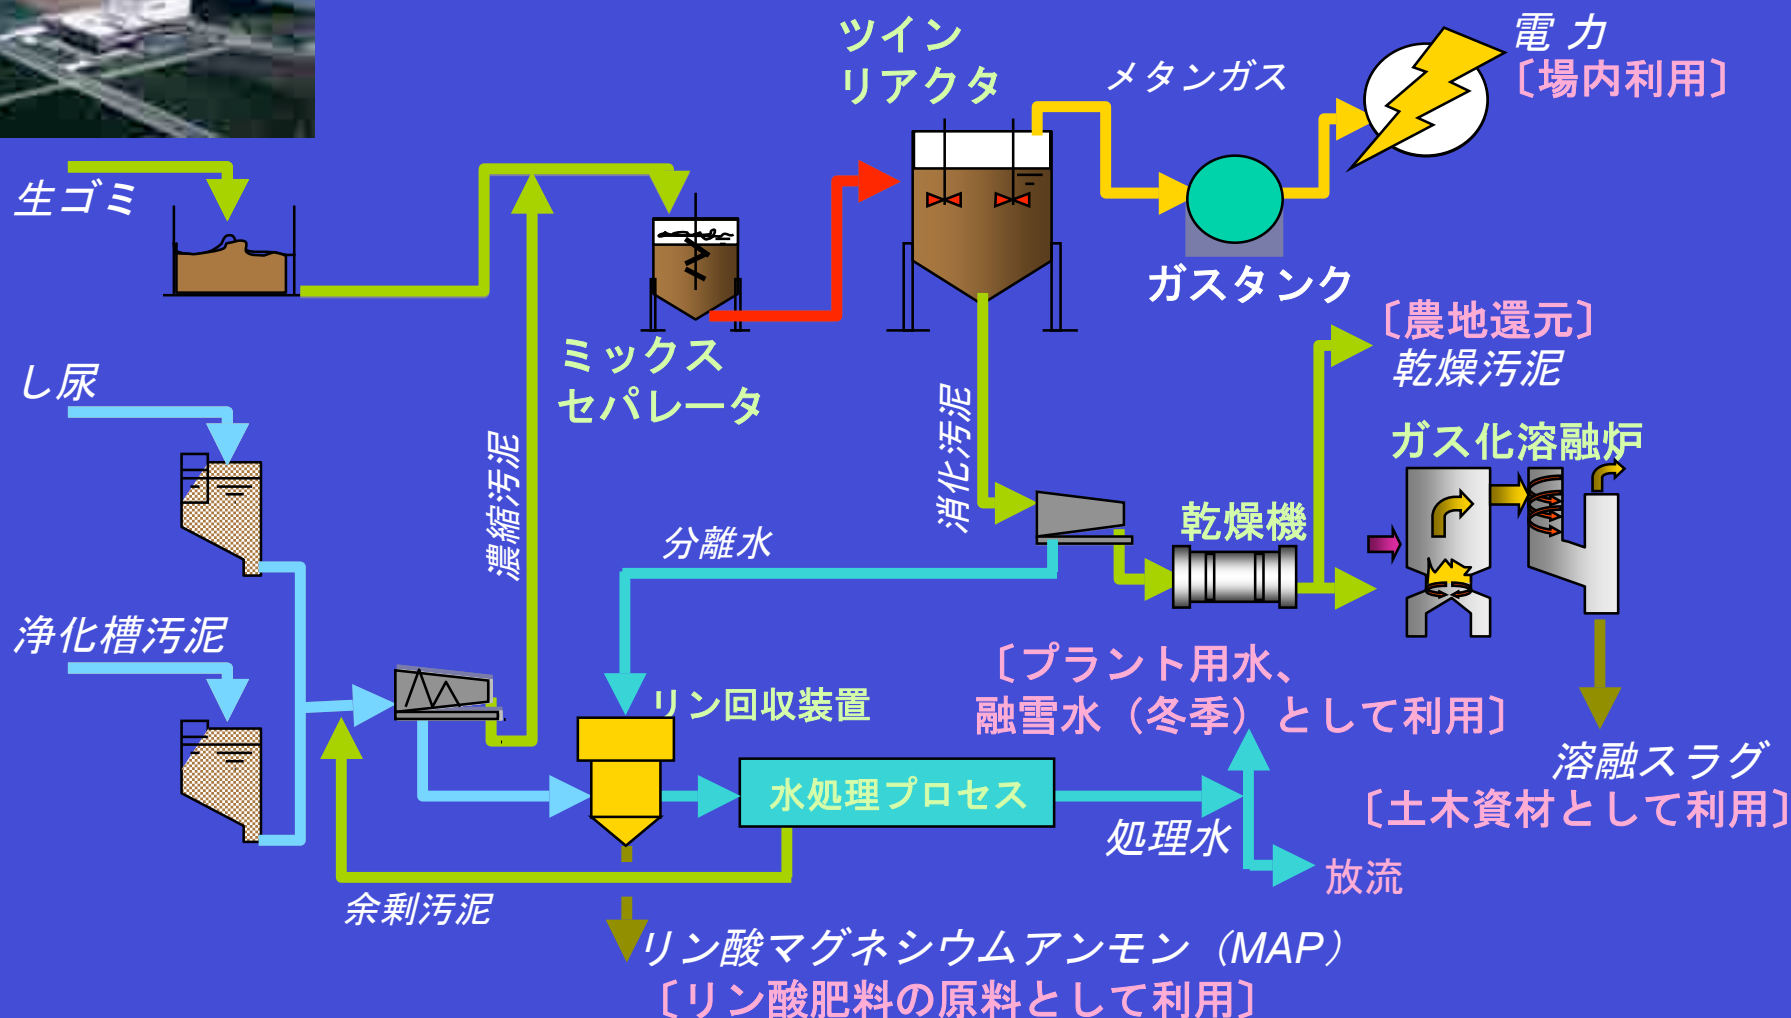 ツイン
リアクタ
メタンガス
電力
〔場内利用〕
生ゴミ
ガスタンク
ミックス
セパレータ
〔農地還元〕
乾燥汚泥
し尿
濃縮汚泥
消化汚泥
ガス化溶融炉
乾燥機
分離水
浄化槽汚泥
リン回収装置
〔プラント用水、
融雪水（冬季）として利用〕
水処理プロセス
処理水
放流
溶融スラグ
〔土木資材として利用〕
余剰汚泥
リン酸マグネシウムアンモン（MAP）
〔リン酸肥料の原料として利用〕